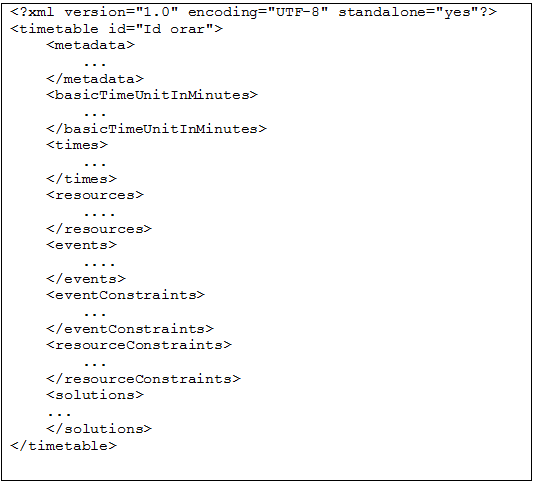 <?xml version="1.0" encoding="UTF-8" standalone="yes"?>
<timetable id="Id orar">
    <metadata>
        ...
    </metadata>
    <basicTimeUnitInMinutes>
        ...
    </basicTimeUnitInMinutes>
    <times>
        ...
    </times>
    <resources>
        ....
    </resources>
    <events>
        ....
    </events>
    <eventConstraints>
        ...
    </eventConstraints>
    <resourceConstraints>
        ...
    </resourceConstraints>
    <solutions>
    ...
    </solutions>
</timetable>